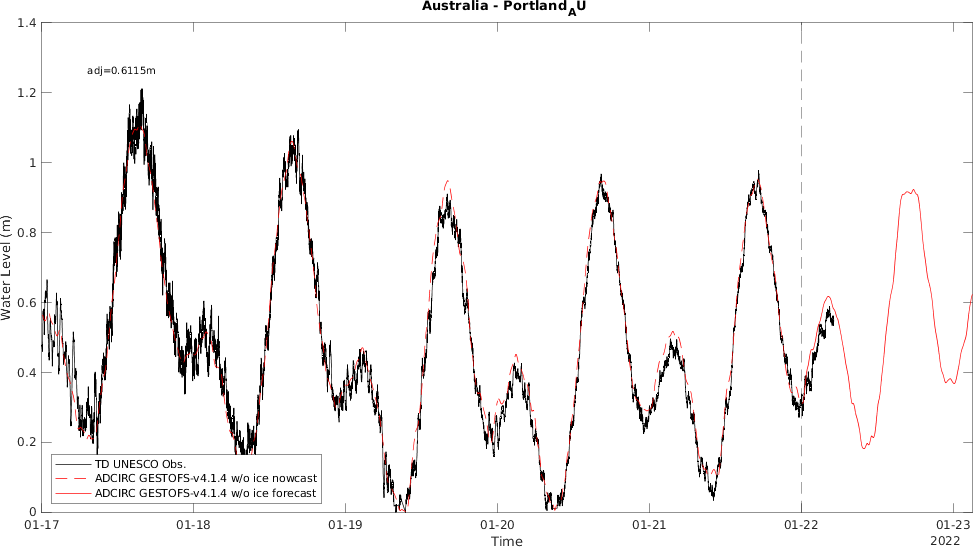 Australia - Portland_AU
adj=0.6115m
1.4
1.2
1
0.8
0.6
0.4
0.2
0
Water Level (m)
TD UNESCO Obs.
ADCIRC GESTOFS-v4.1.4 w/o ice nowcast
ADCIRC GESTOFS-v4.1.4 w/o ice forecast
01-17 01-18 01-19 01-20 01-21 01-22 01-23
Time
2022